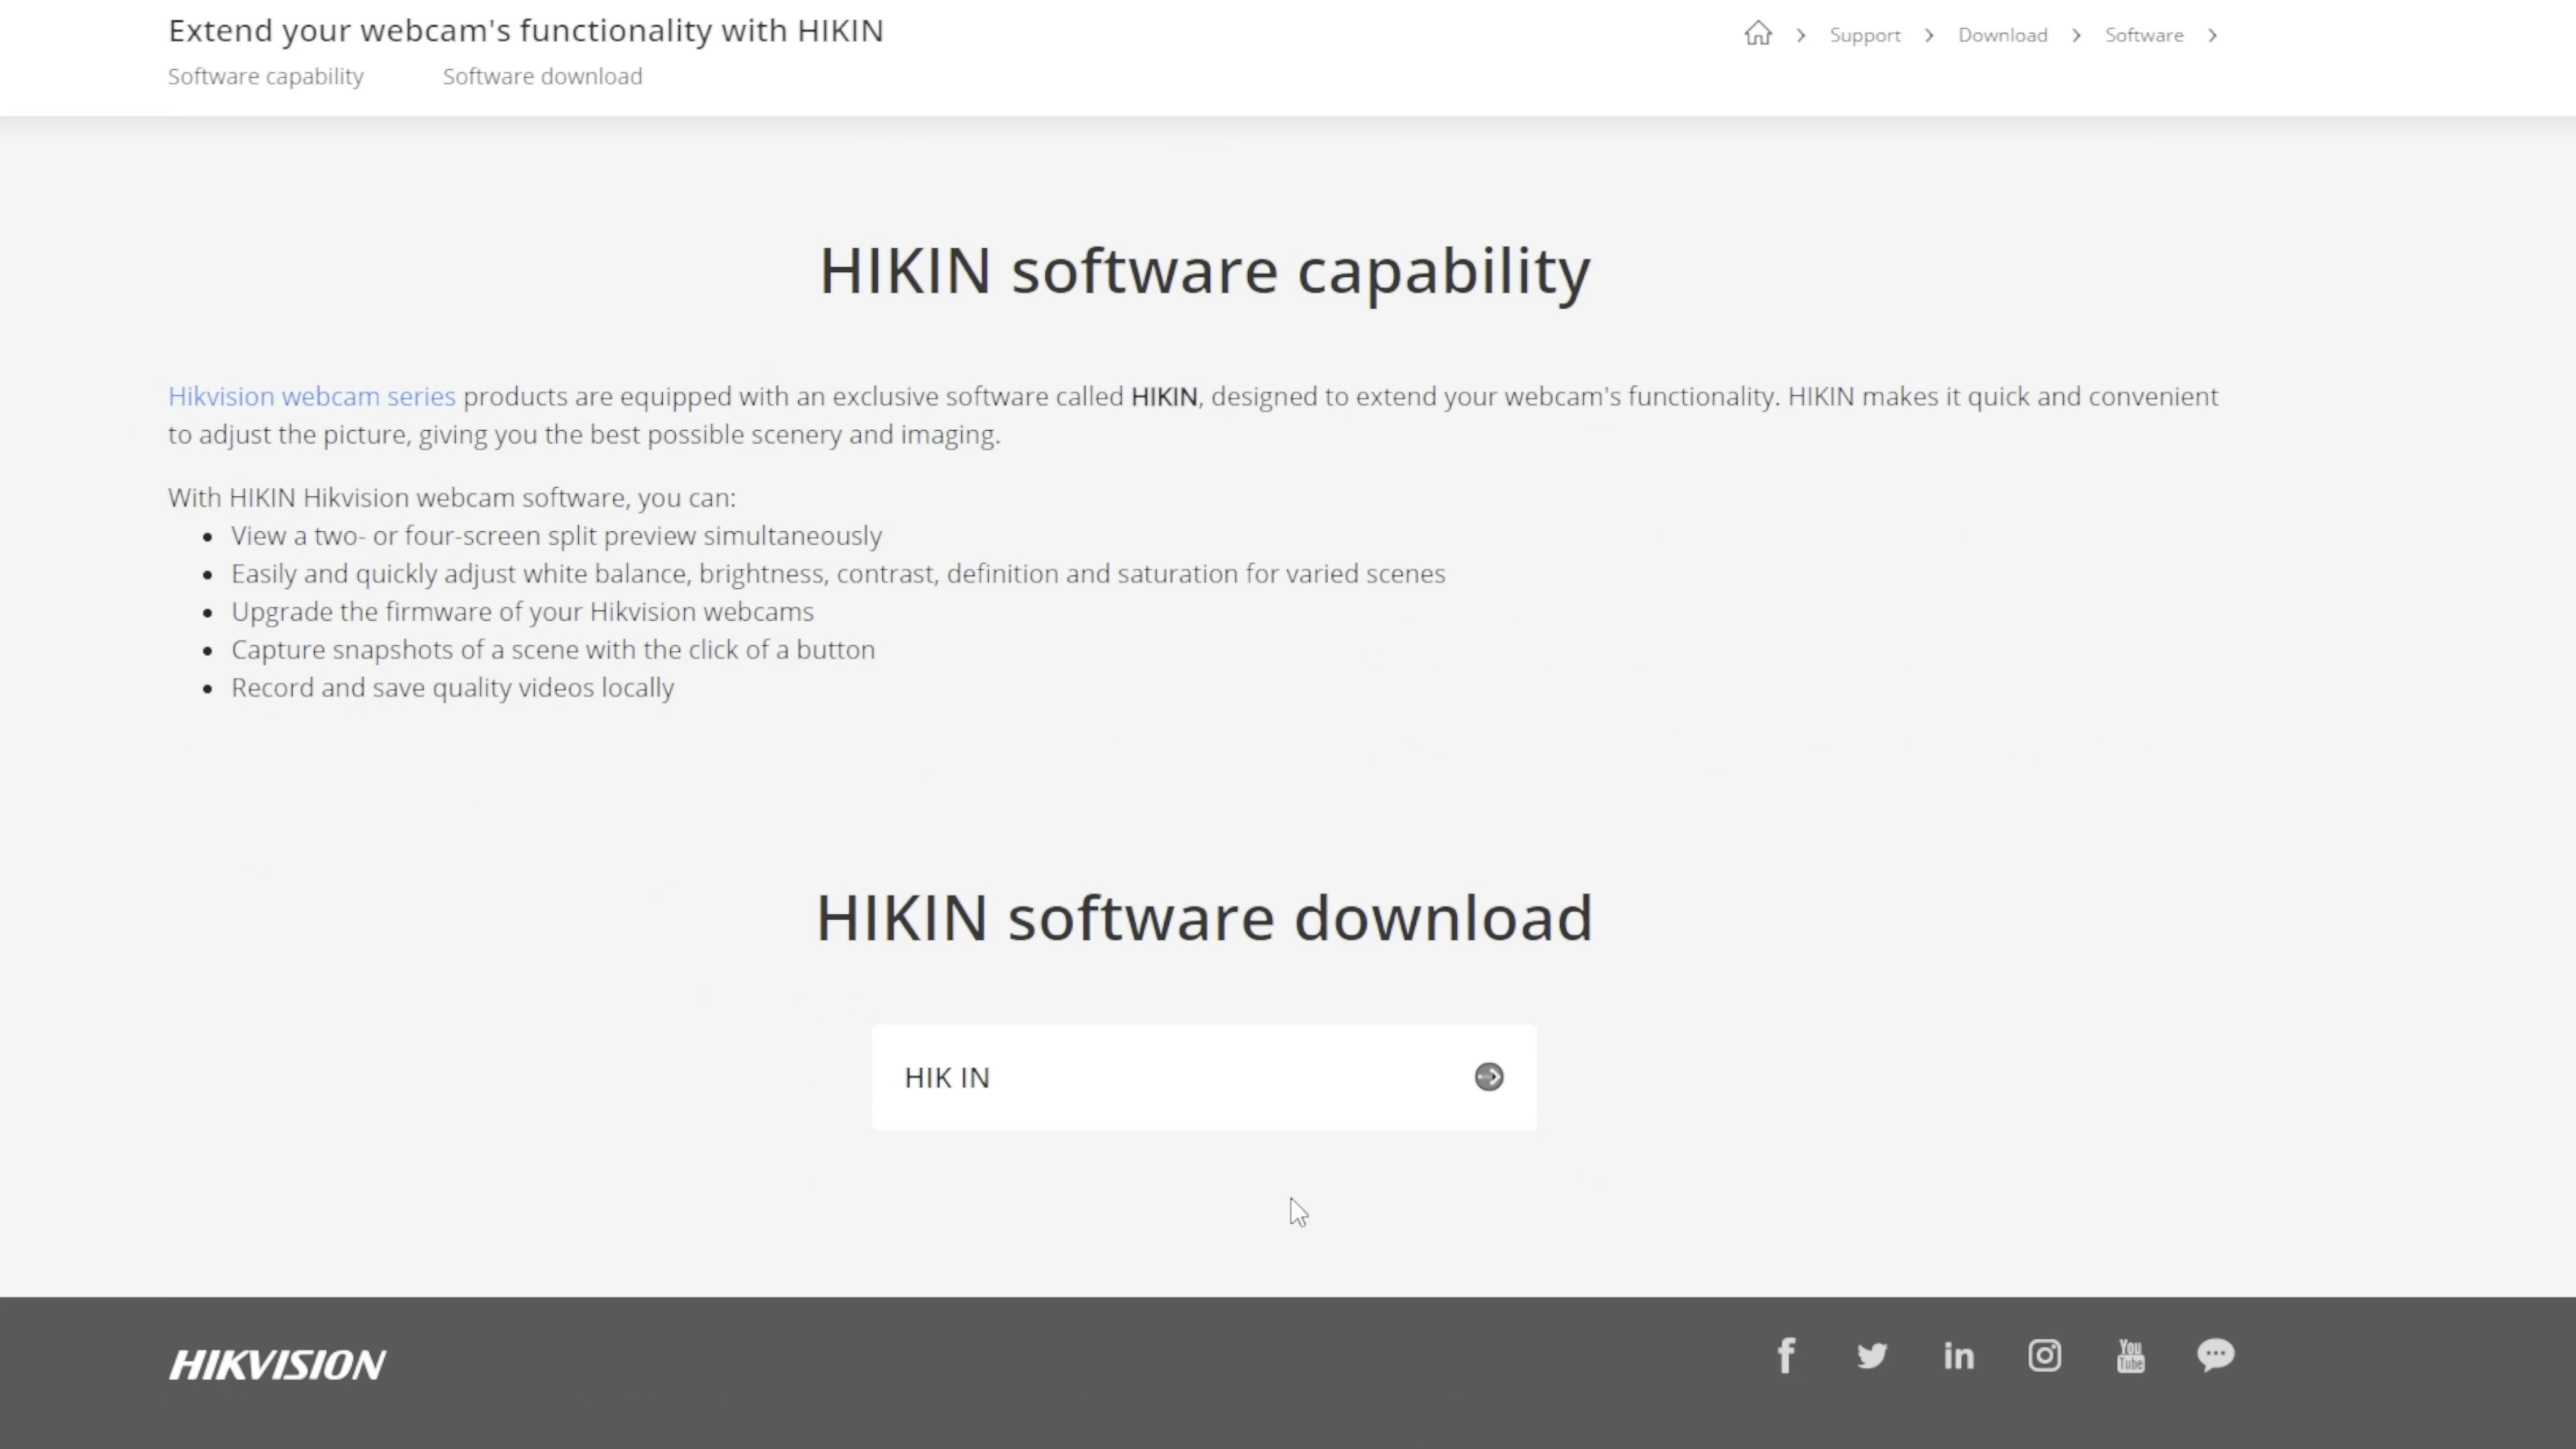 Extend your webcam's functionality with HIKIN
Support Download Software
Software capability Software download
HIKIN software capability
Hikvision webcam series products are equipped with an exclusive software called HIKIN, designed to extend your webcam's functionality. HIKIN makes it quick and convenient
to adjust the picture, giving you the best possible scenery and imaging.
With HIKIN Hikvision webcam software, you can:
• View a two- or four-screen split preview simultaneously
• Easily and quickly adjust white balance, brightness, contrast, definition and saturation for varied scenes
• Upgrade the firmware of your Hikvision webcams
• Capture snapshots of a scene with the click of a button
• Record and save quality videos locally
HIKIN software download
HIK IN
HIKVISION
f in You Tube